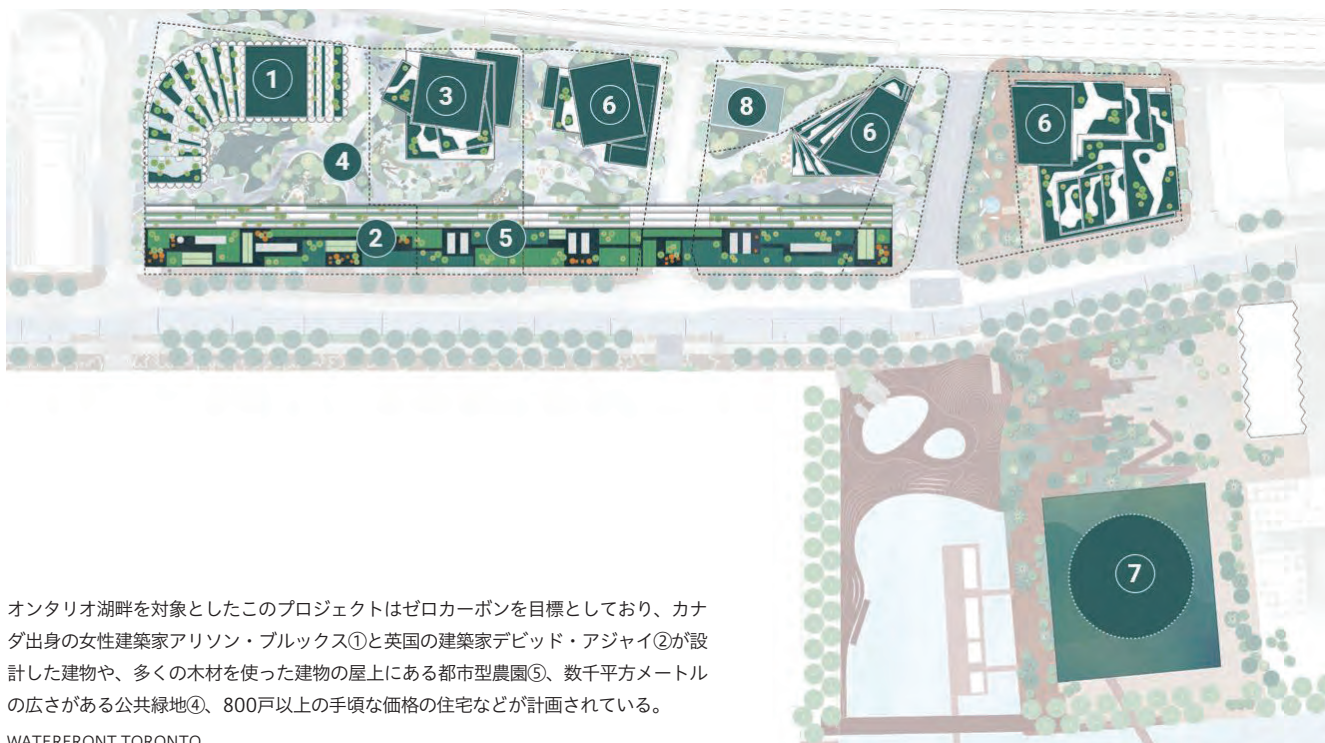 1
3
6
8
6
6
4
2
5
7
オンタリオ湖畔を対象としたこのプロジェクトはゼロカーボンを目標としており、カナ
ダ出身の女性建築家アリソン・ブルックス①と英国の建築家デビッド・アジャイ②が設
計した建物や、多くの木材を使った建物の屋上にある都市型農園⑤、数千平方メートル
の広さがある公共緑地④、800戸以上の手頃な価格の住宅などが計画されている。
WATERFRONT TORONTO